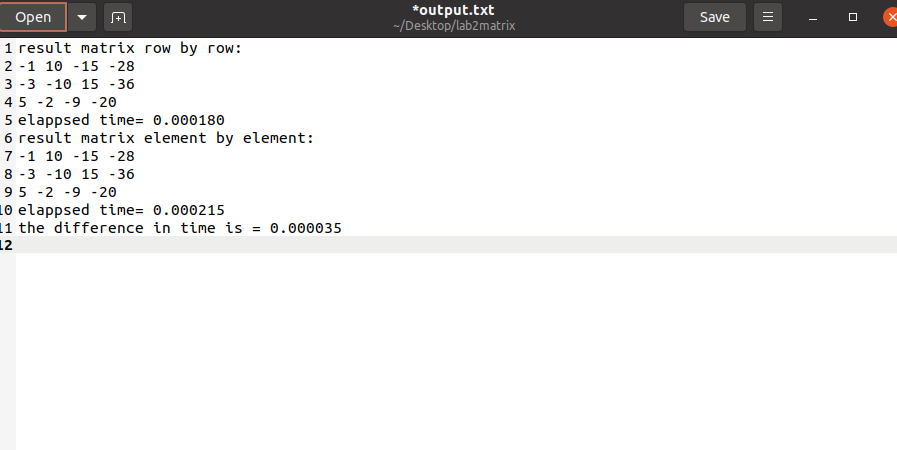 Open
*output.txt
~/Desktop/lab2matrix
Save
1 result matrix row by row:
2 -1 10 -15 -28
3 -3 -10 15 -36
4 5 -2 -9 -20
5 elappsed time= 0.000180
6 result matrix element by element:
7 -1 10 -15 -28
8 -3 -10 15 -36
9 5 -2 -9 -20
10 elappsed time= 0.000215
11 the difference in time is = 0.000035
12